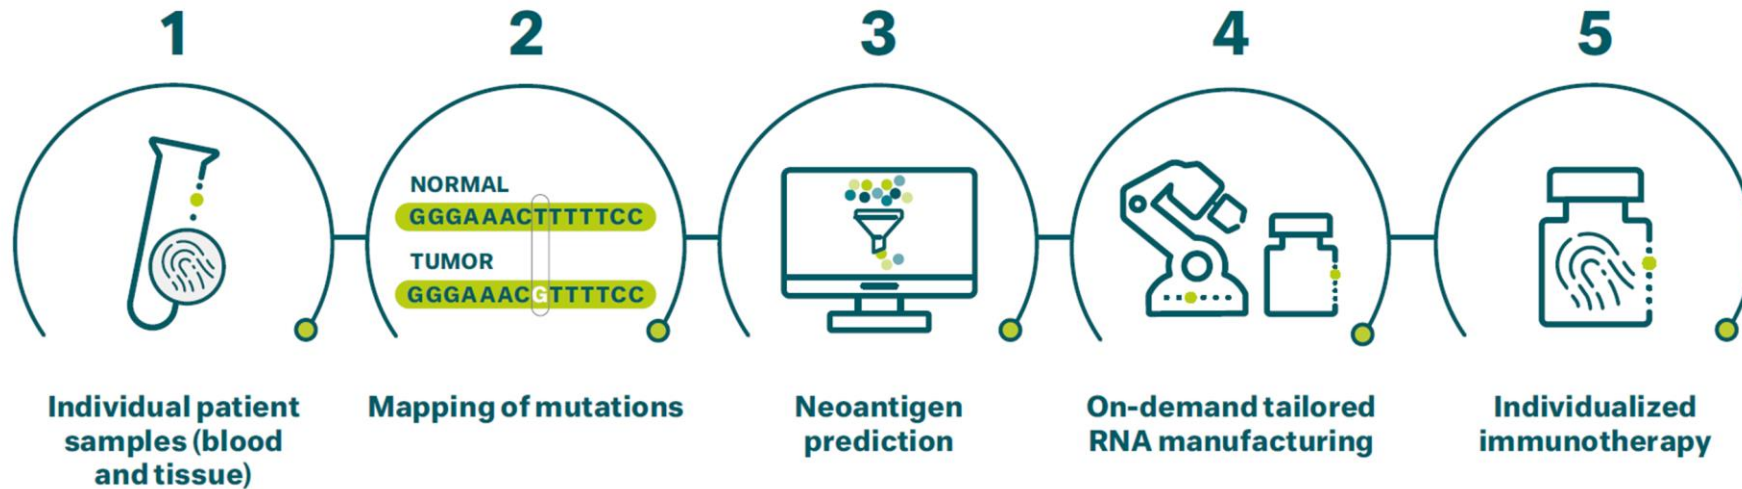 1
2
3
4
5
NORMAL
GGGAAACTTTTTCC
TUMOR
GGGAAACGTTTTCC
Individual patient
samples (blood
and tissue)
Mapping of mutations
Neoantigen
prediction
On-demand tailored
RNA manufacturing
Individualized
immunotherapy